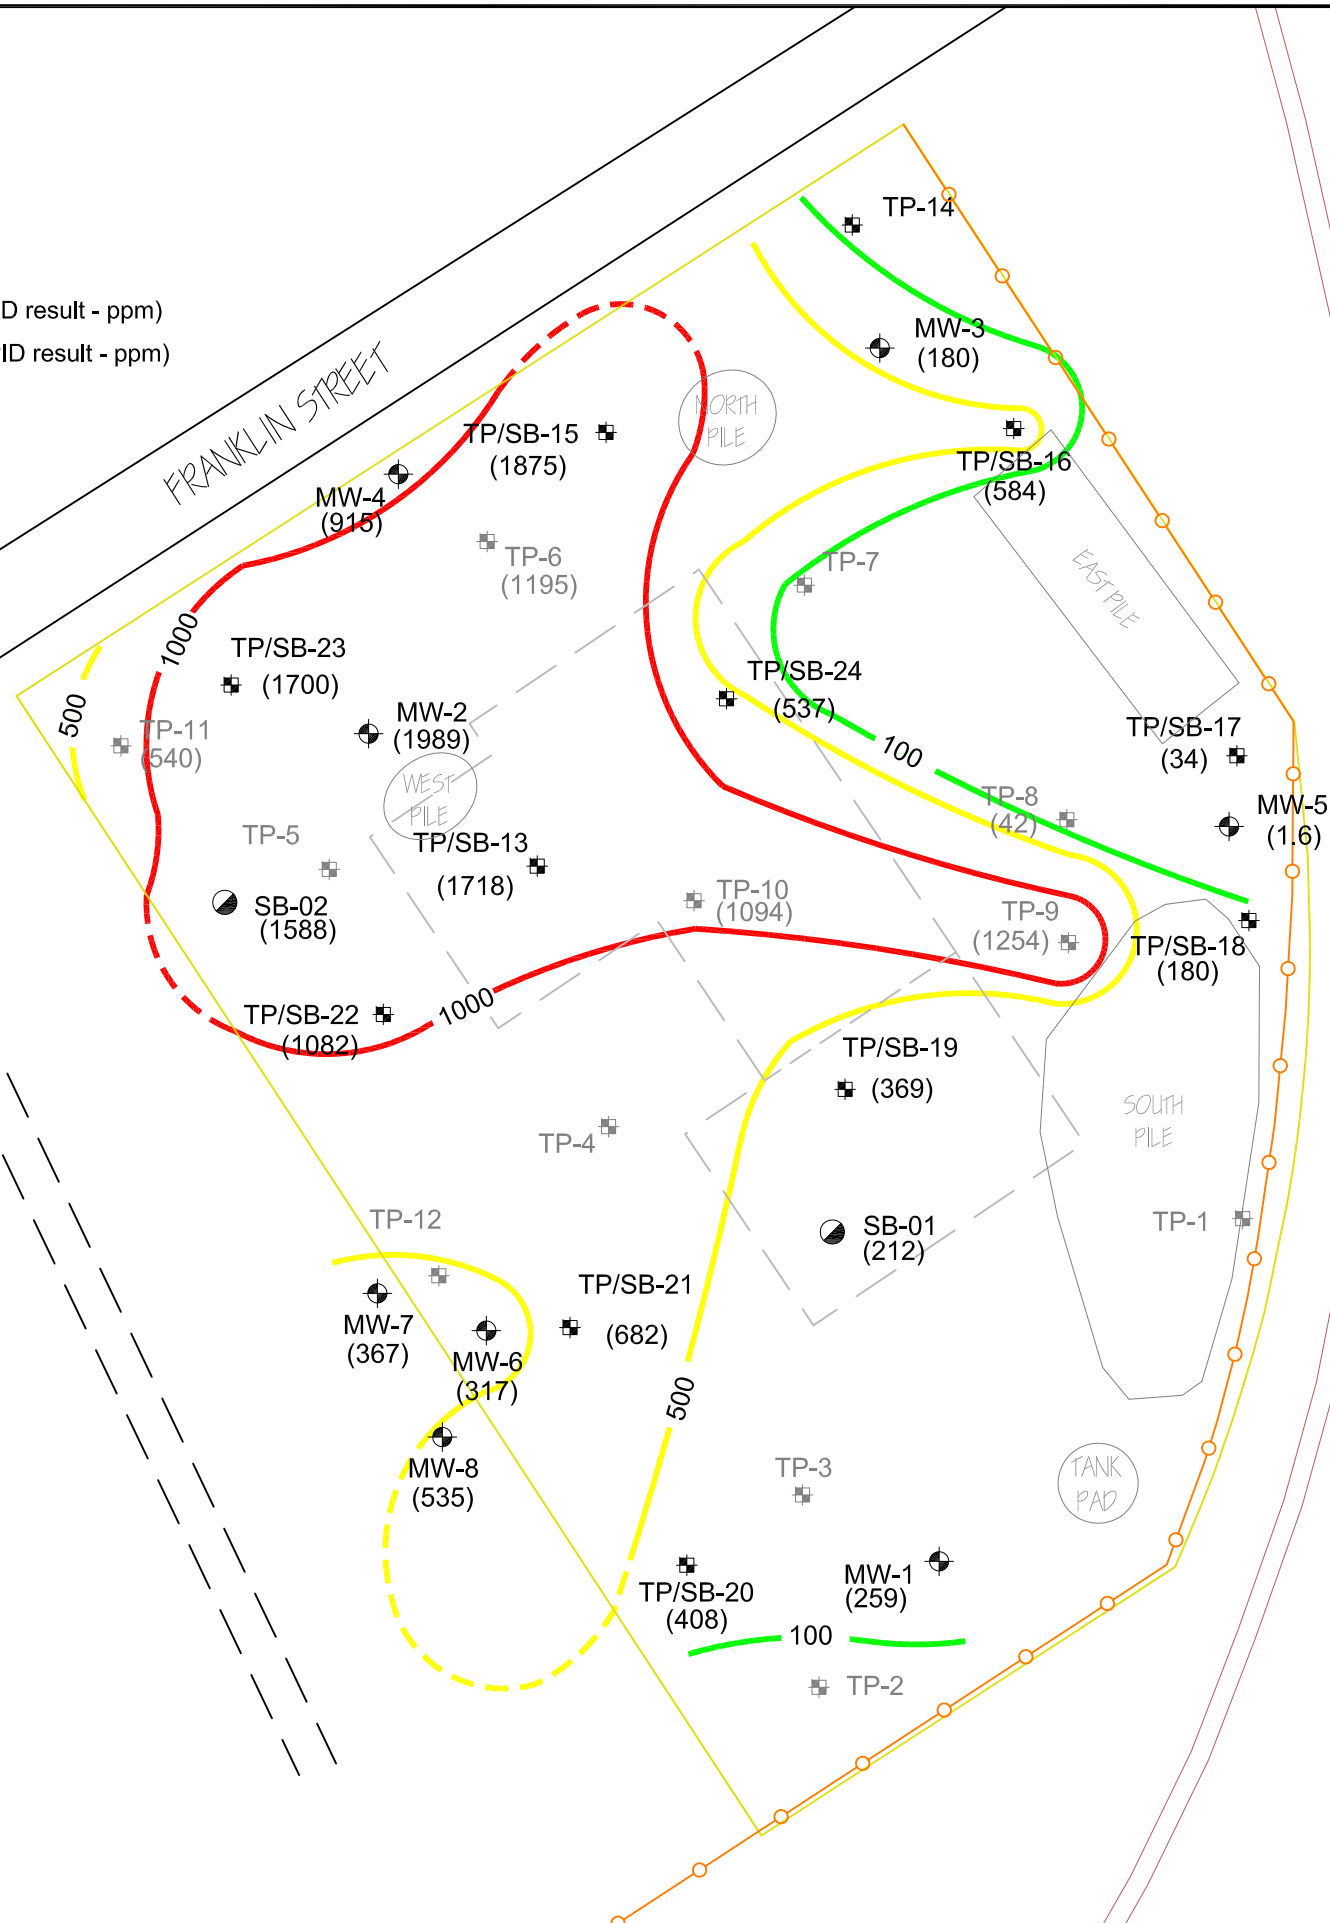 TP-14
D result - ppm)
MW-3
(180)
PID result - ppm)
FRANKLIN STREET
NORTH
PILE
TP/SB-15
(1875)
TP/SB-16
(584)
MW-4
(915)
TP-6
(1195)
TP-7
EAST PILE
1000
TP/SB-23
(1700)
TP/SB-24
(537)
500
TP-11
(540)
MW-2
(1989)
TP/SB-17
(34)
100
WEST
PILE
TP-8
(42)
MW-5
(1.6)
TP-5
TP/SB-13
(1718)
TP-10
(1094)
TP-9
(1254)
SB-02
(1588)
TP/SB-18
(180)
1000
TP/SB-22
(1082)
TP/SB-19
(369)
SOUTH
PILE
TP-4
TP-12
TP-1
SB-01
(212)
TP/SB-21
(682)
MW-7
(367)
MW-6
(317)
500
MW-8
(535)
TP-3
TANK
PAD
TP/SB-20
(408)
MW-1
(259)
100
TP-2